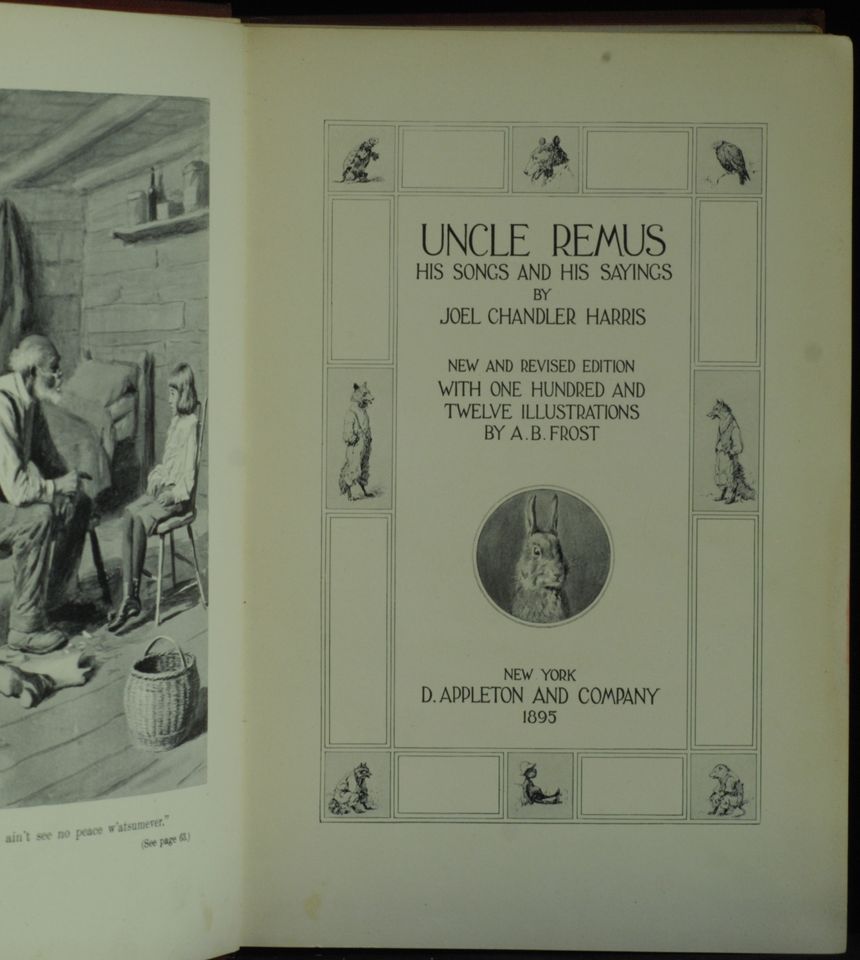 ain't see no peace w'atsumever."
(See page 63.)
UNCLE REMUS
HIS SONGS AND HIS SAYINGS
BY
JOEL CHANDLER HARRIS
NEW AND REVISED EDITION
WITH ONE HUNDRED AND
TWELVE ILLUSTRATIONS
BY A. B. FROST
NEW YORK
D. APPLETON AND COMPANY
1895